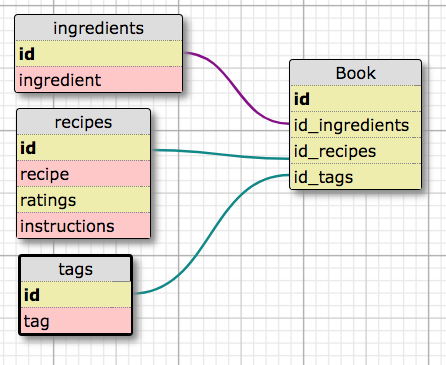 ingredients
id
ingredient
recipes
id
recipe
ratings
instructions
tags
id
tag
Book
id
id_ingredients
id_recipes
id_tags